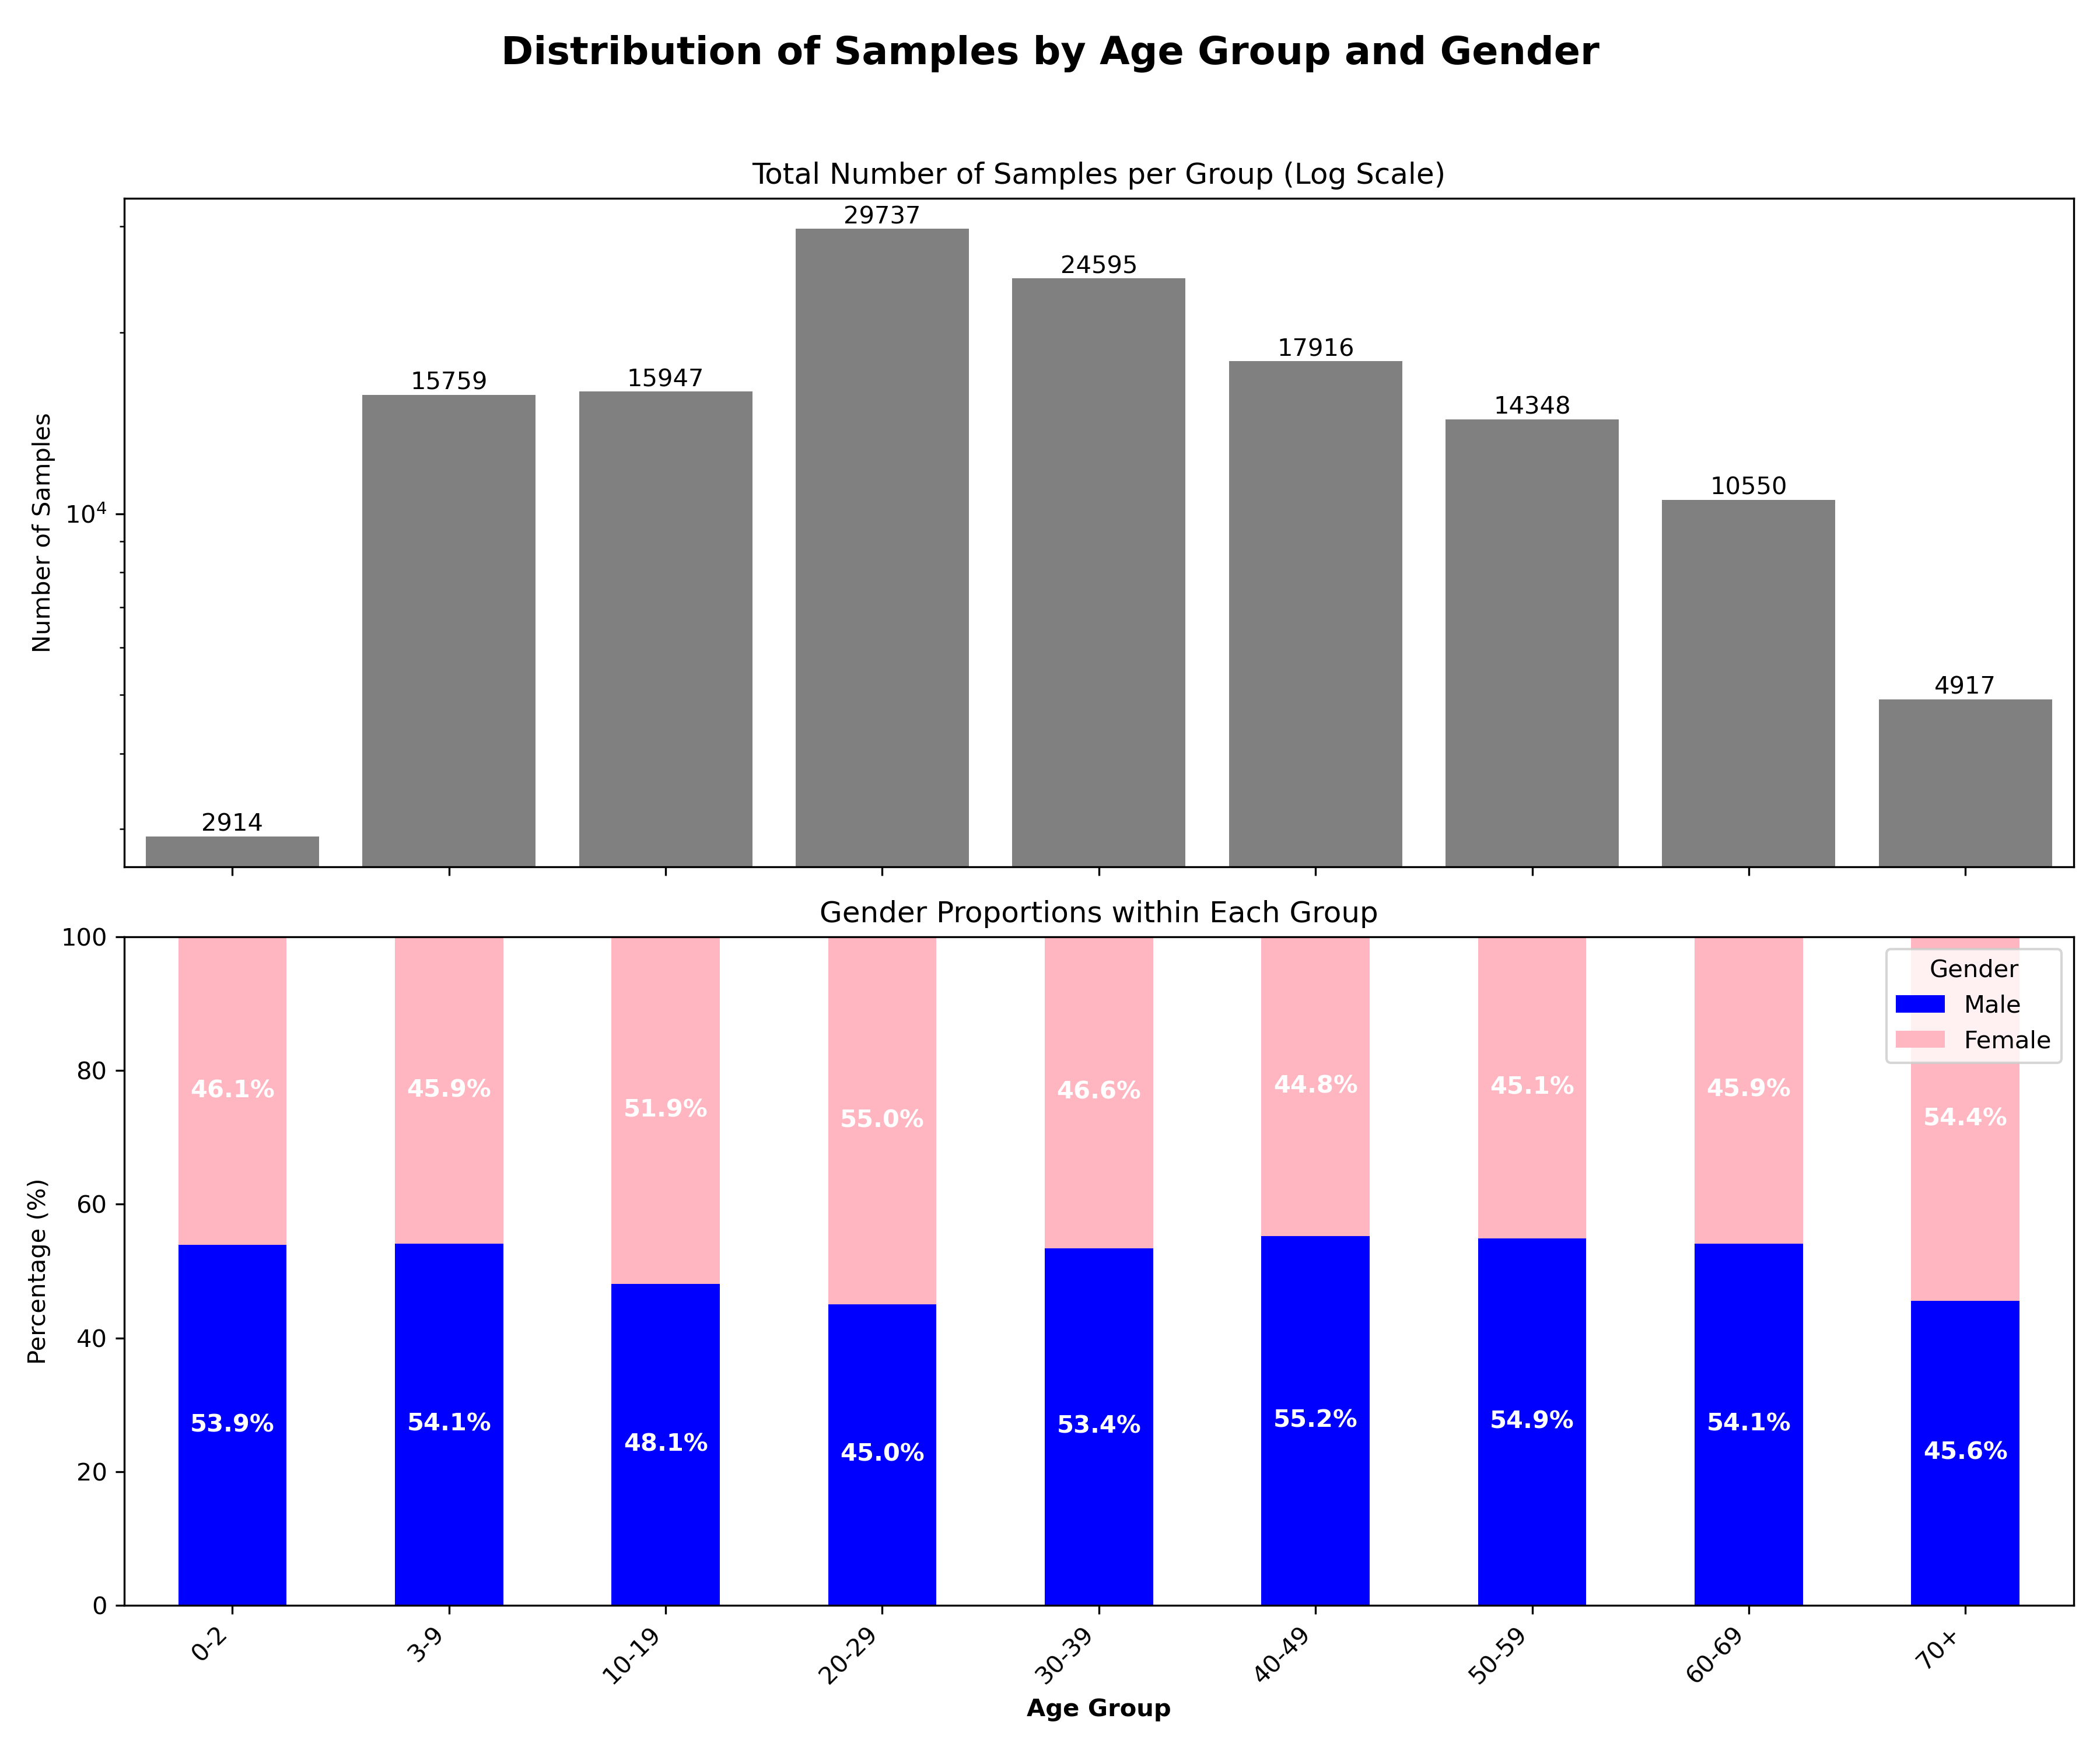 Distribution of Samples by Age Group and Gender
Total Number of Samples per Group (Log Scale)
Number of Samples
10⁴
2914
15759
15947
29737
24595
17916
14348
10550
4917
Gender Proportions within Each Group
Percentage (%)
100
80
60
40
20
0
Gender
Male
Female
46.1% 45.9% 51.9% 55.0% 46.6% 44.8% 45.1% 45.9% 54.4%
53.9% 54.1% 48.1% 45.0% 53.4% 55.2% 54.9% 54.1% 45.6%
0-2 3-9 10-19 20-29 30-39 40-49 50-59 60-69 70+
Age Group